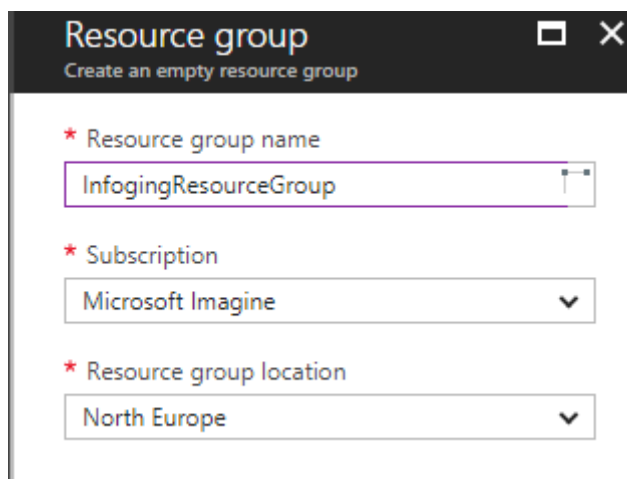 Resource group
Create an empty resource group
* Resource group name
InfogingResourceGroup
* Subscription
Microsoft Imagine
* Resource group location
North Europe